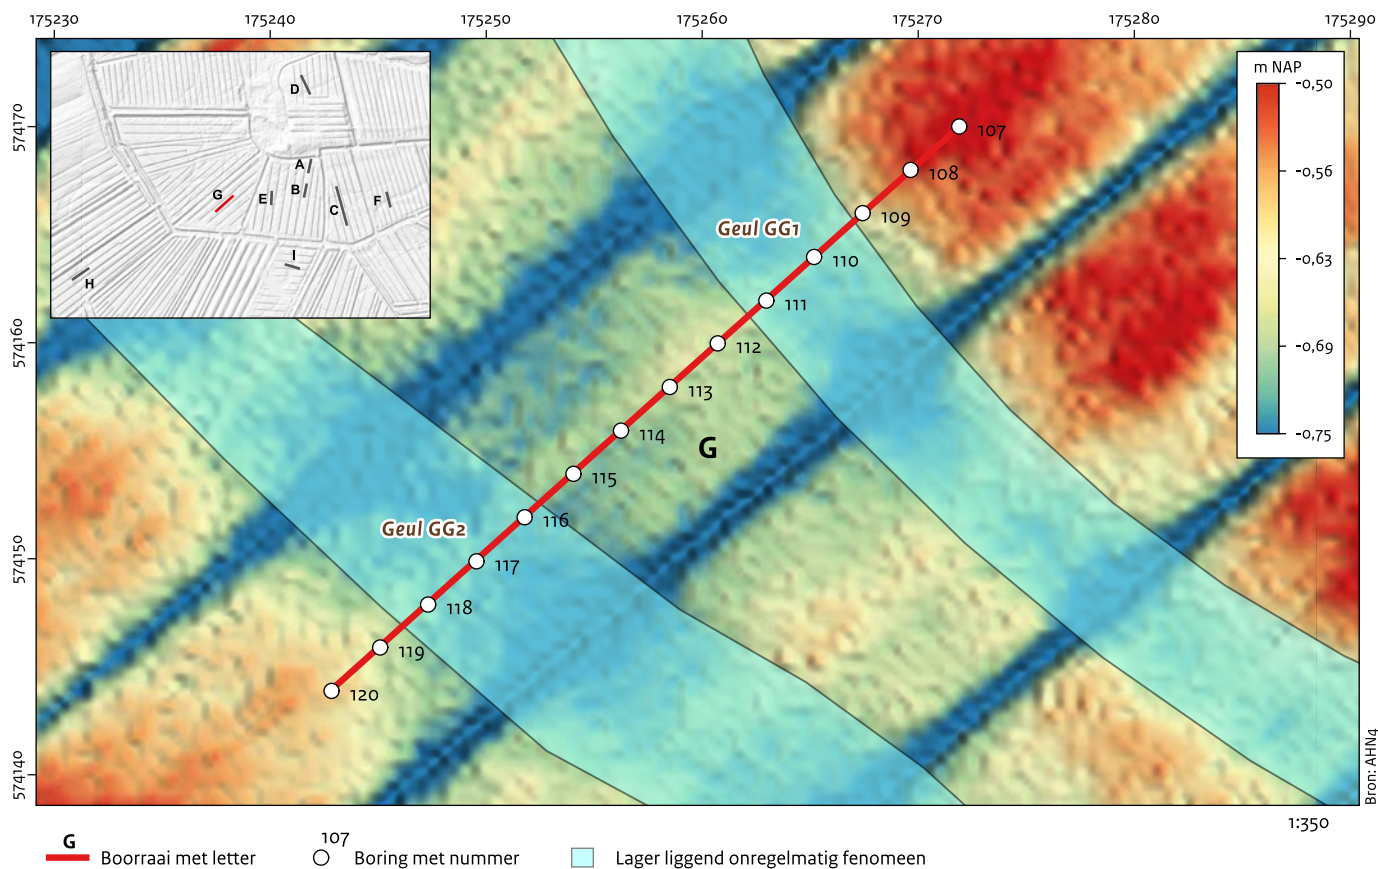 175230 175240 175250 175260 175270 175280 175290
574170
574160
574150
574140
D
A
B
G
E
C
F
I
H
m NAP
-0,50
-0,56
-0,63
-0,69
-0,75
107
108
109
Geul GG1
110
111
112
113
114
G
115
116
Geul GG2
117
118
119
120
Bron: AHN4
1:350
G
Boorraai met letter
107
Boring met nummer
Lager liggend onregelmatig fenomeen